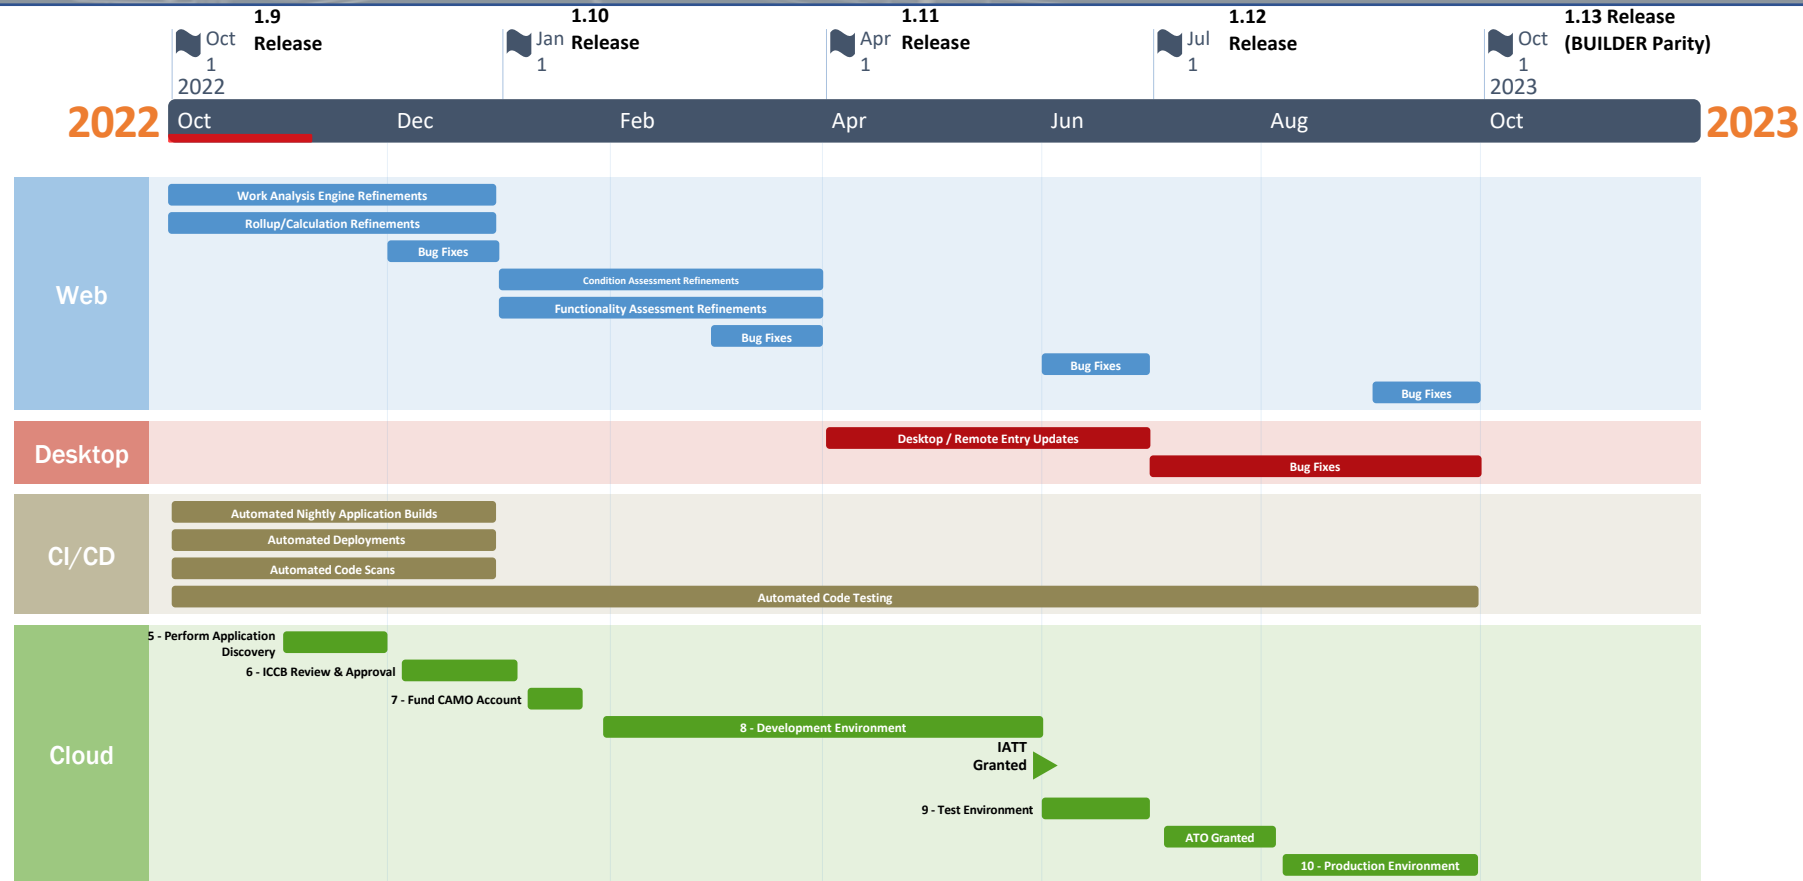 1.9
Release
1.10
Release
1.11
Release
1.12
Release
1.13 Release
(BUILDER Parity)
Oct
1
2022
Jan
1
Apr
1
Jul
1
Oct
1
2023
2022
Oct
Dec
Feb
Apr
Jun
Aug
Oct
2023
Web
Work Analysis Engine Refinements
Rollup/Calculation Refinements
Bug Fixes
Condition Assessment Refinements
Functionality Assessment Refinements
Bug Fixes
Bug Fixes
Bug Fixes
Desktop
Desktop / Remote Entry Updates
Bug Fixes
CI/CD
Automated Nightly Application Builds
Automated Deployments
Automated Code Scans
Automated Code Testing
Cloud
5 - Perform Application
Discovery
6 - ICCB Review & Approval
7 - Fund CAMO Account
8 - Development Environment
IATT
Granted
9 - Test Environment
ATO Granted
10 - Production Environment